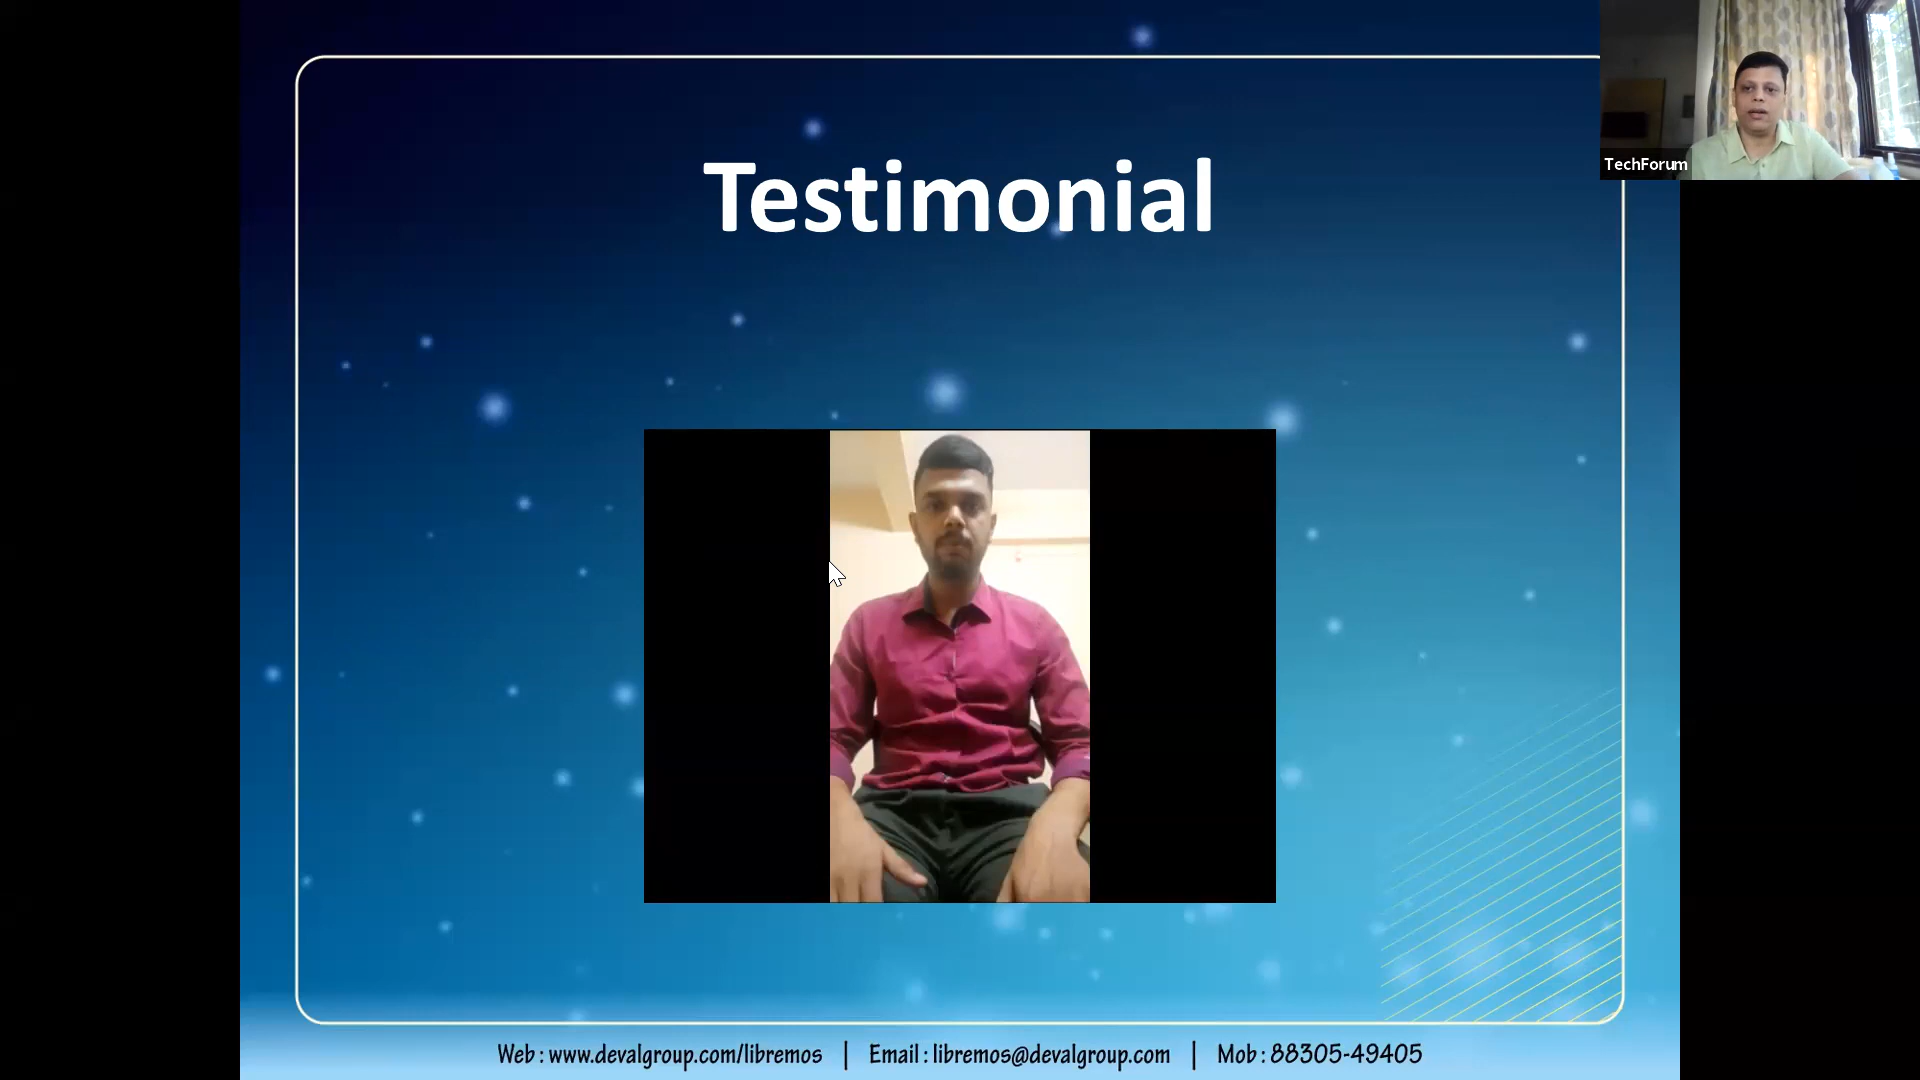 Testimonial
TechForum
Web : www.devalgroup.com/libremos | Email : libremos@devalgroup.com | Mob : 88305-49405